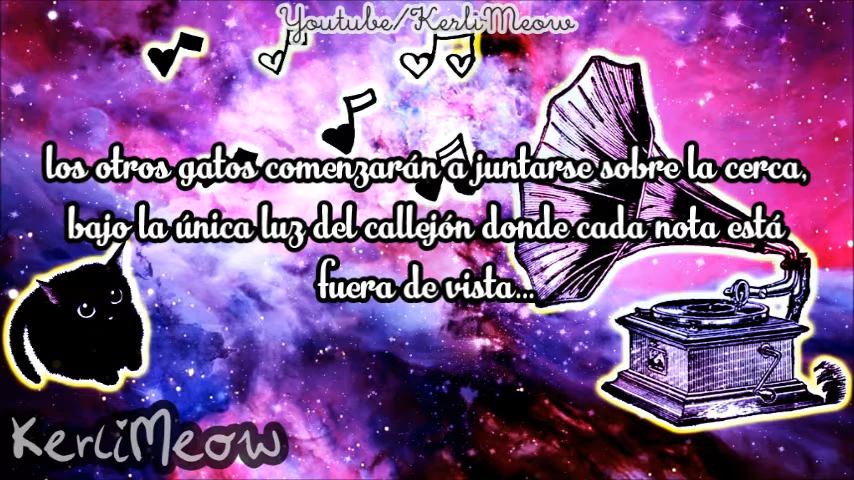 Youtube/KerliMeow
los otros gatos comenzarán a juntarse sobre la cerca,
bajo la única luz del callejón donde cada nota está
fuera de vista...
KerliMeow